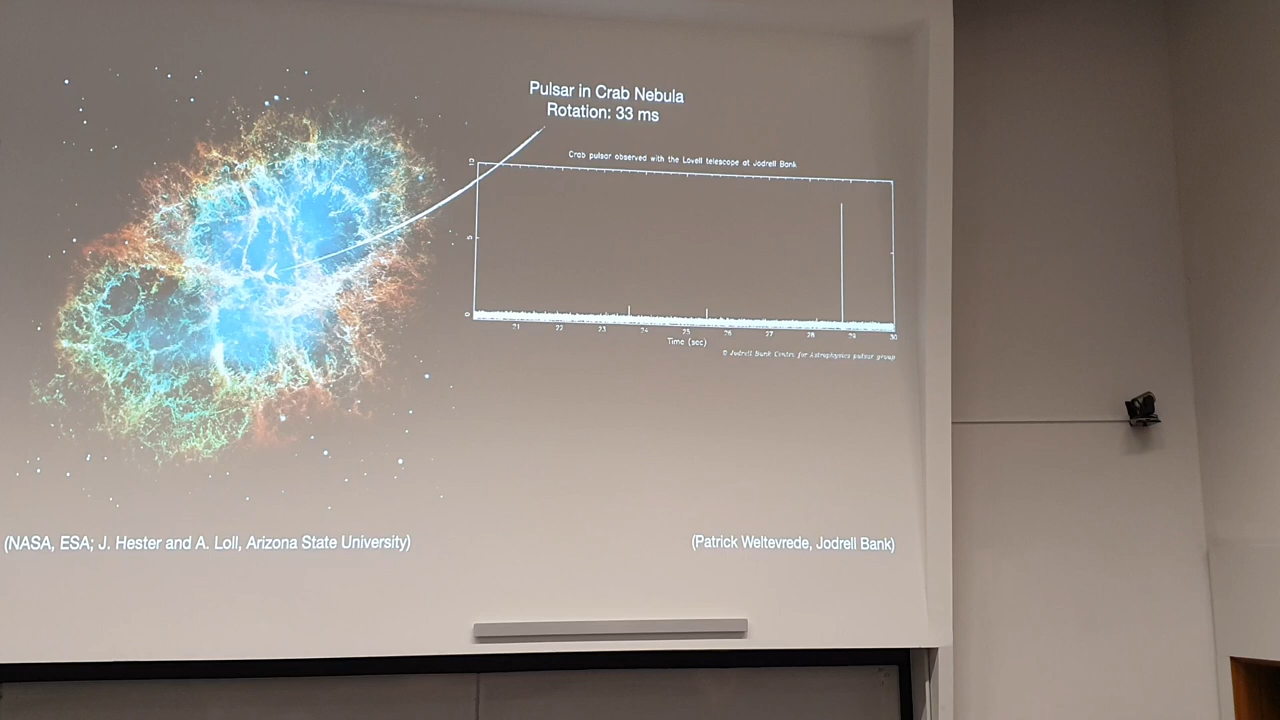 Pulsar in Crab Nebula
Rotation: 33 ms
Crab pulsar observed with the Lovell telescope at Jodrell Bank
5
0
21 22 23 24 25 26 27 28 29 30
Time (sec)
© Jodrell Bank Centre for Astrophysics pulsar group
(NASA, ESA; J. Hester and A. Loll, Arizona State University)
(Patrick Weltevrede, Jodrell Bank)